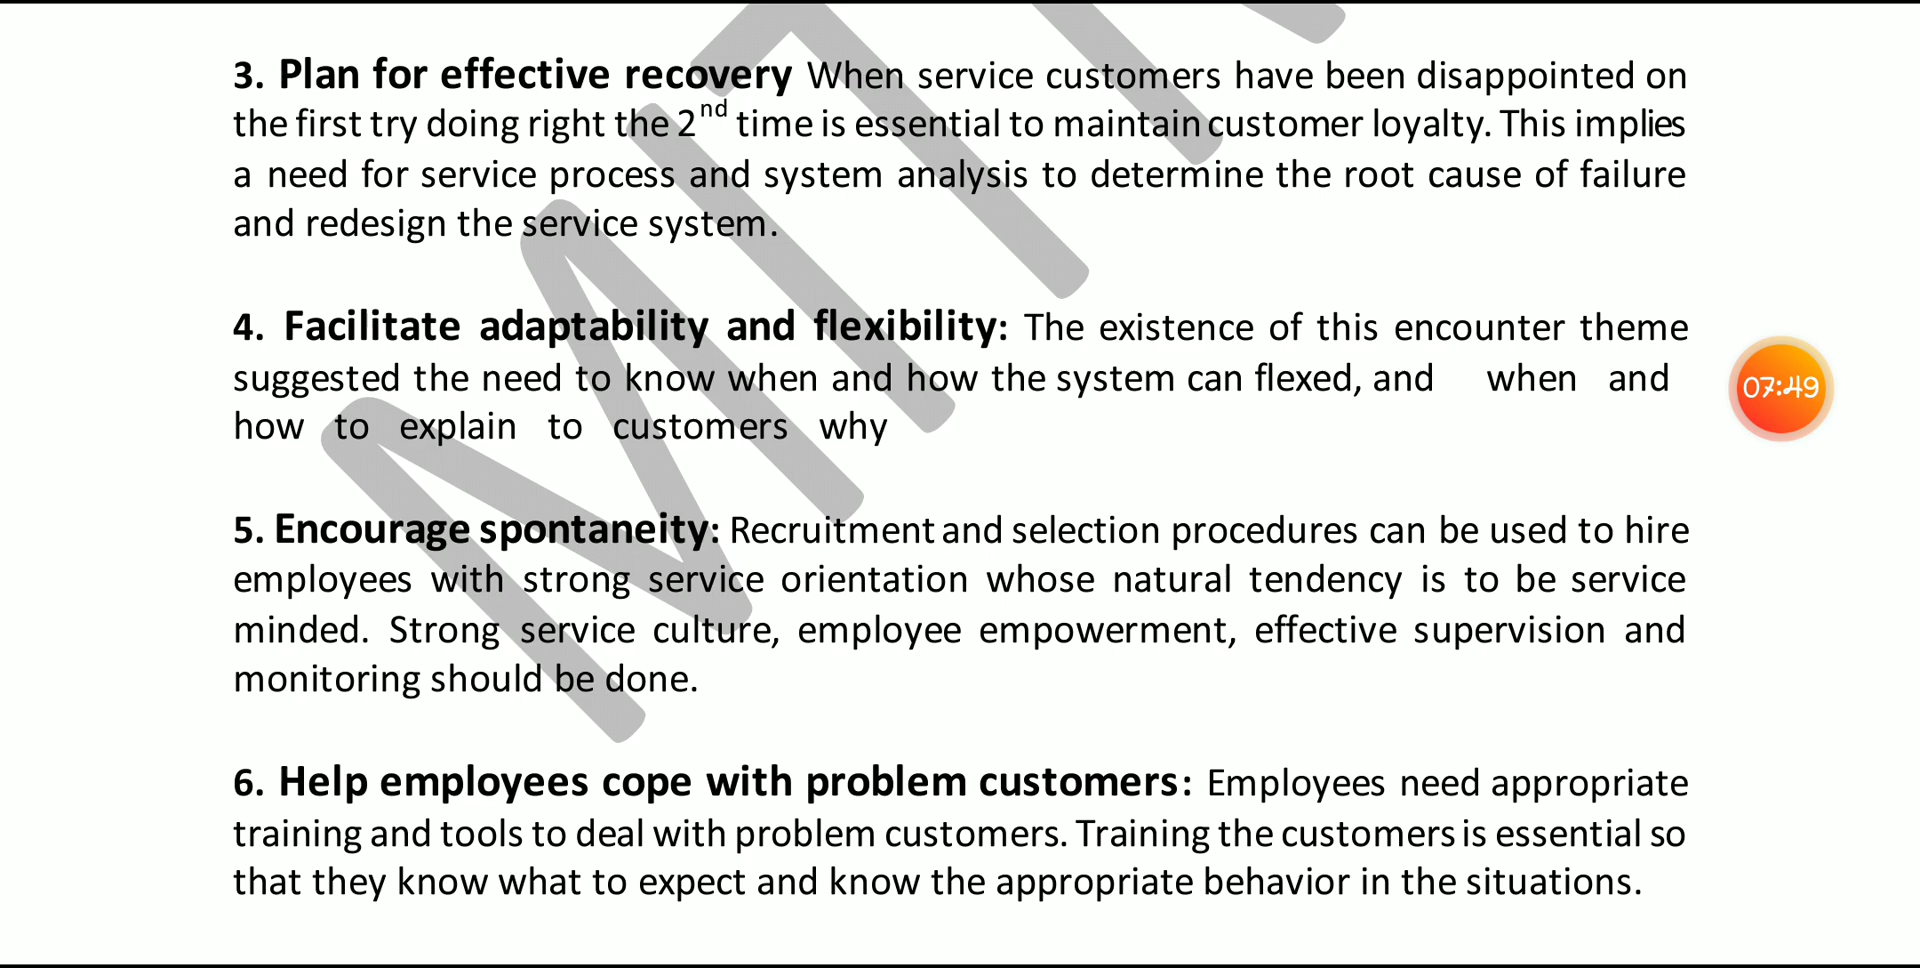 3. Plan for effective recovery When service customers have been disappointed on
the first try doing right the 2nd time is essential to maintain customer loyalty. This implies
a need for service process and system analysis to determine the root cause of failure
and redesign the service system.
4. Facilitate adaptability and flexibility: The existence of this encounter theme
suggested the need to know when and how the system can flexed, and when and
how to explain to customers why
07:49
5. Encourage spontaneity: Recruitment and selection procedures can be used to hire
employees with strong service orientation whose natural tendency is to be service
minded. Strong service culture, employee empowerment, effective supervision and
monitoring should be done.
6. Help employees cope with problem customers: Employees need appropriate
training and tools to deal with problem customers. Training the customers is essential so
that they know what to expect and know the appropriate behavior in the situations.